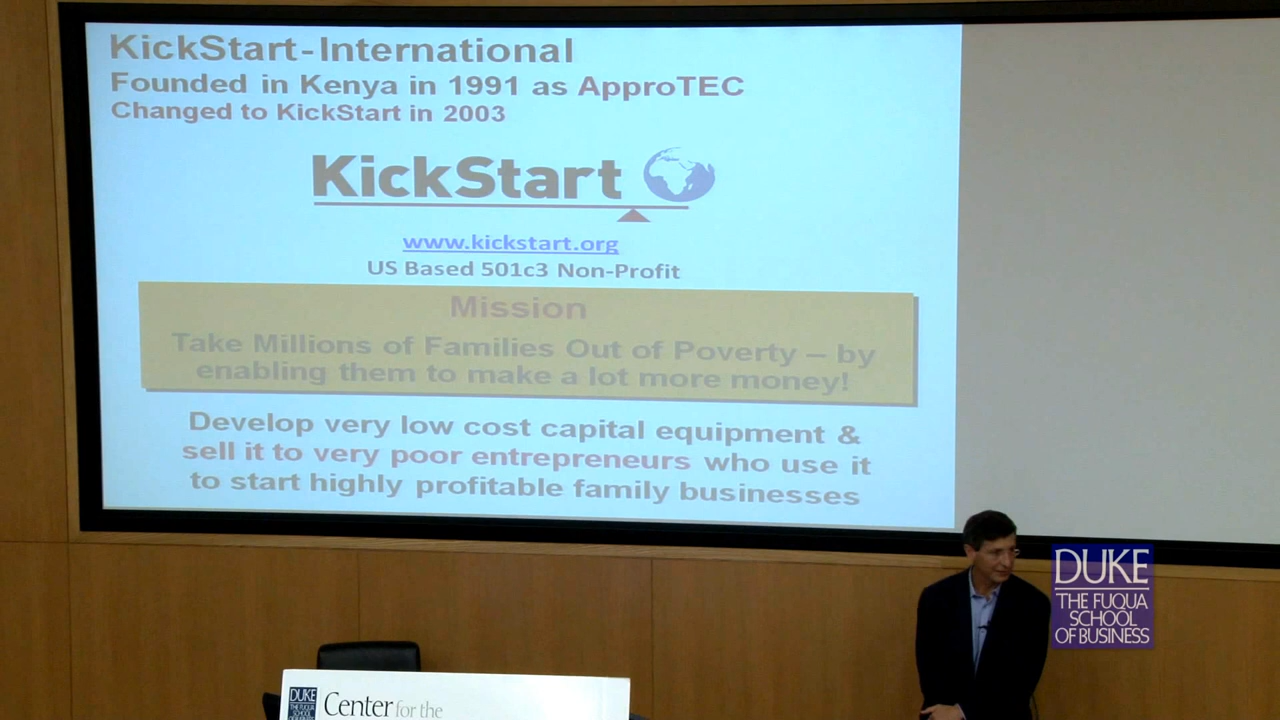 KickStart-International
Founded in Kenya in 1991 as ApproTEC
Changed to KickStart in 2003
KickStart
www.kickstart.org
US Based 501c3 Non-Profit
Mission
Take Millions of Families Out of Poverty – by
enabling them to make a lot more money!
Develop very low cost capital equipment &
sell it to very poor entrepreneurs who use it
to start highly profitable family businesses
DUKE
THE FUQUA
SCHOOL
OF BUSINESS
DUKE
THE FUQUA
Center for the